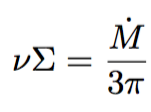 νΣ = Ṁ / 3π